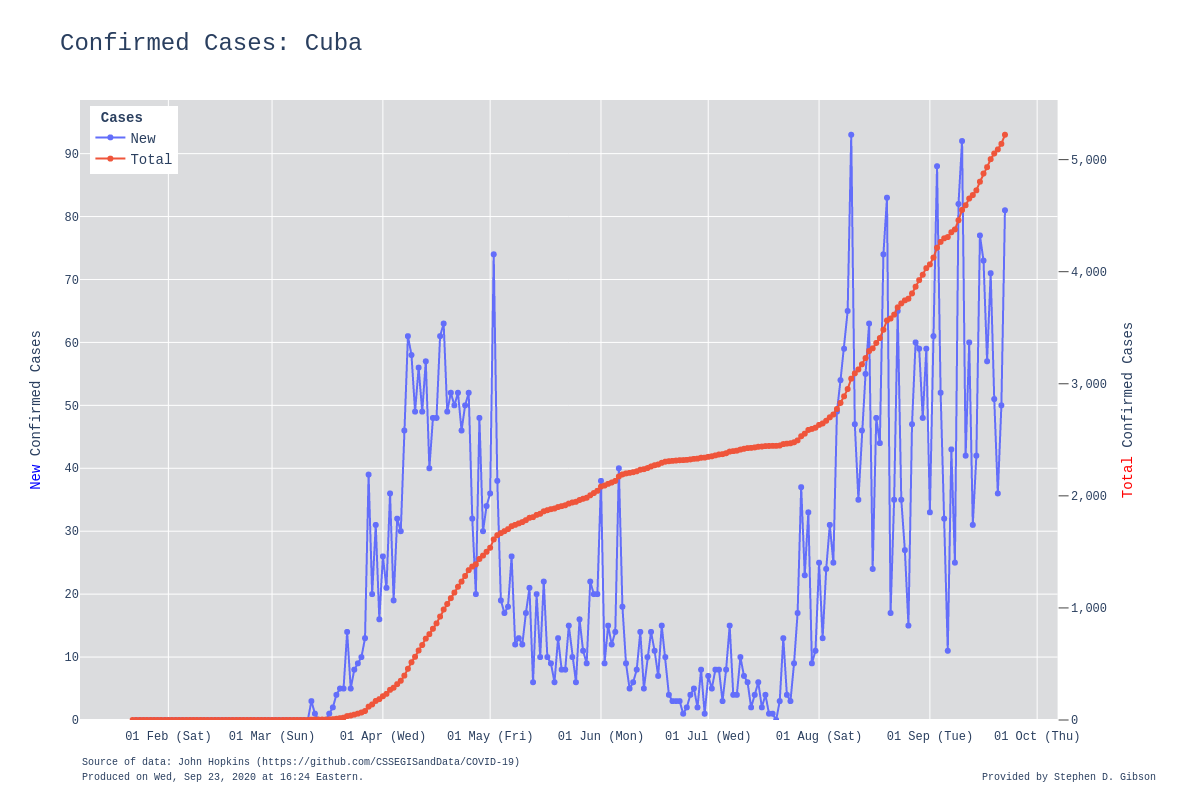 Confirmed Cases: Cuba
Cases
New
Total
90
80
70
60
50
40
30
20
10
0
New Confirmed Cases
5,000
4,000
3,000
2,000
1,000
0
Total Confirmed Cases
01 Feb (Sat) 01 Mar (Sun) 01 Apr (Wed) 01 May (Fri) 01 Jun (Mon) 01 Jul (Wed) 01 Aug (Sat) 01 Sep (Tue) 01 Oct (Thu)
Source of data: John Hopkins (https://github.com/CSSEGISandData/COVID-19)
Produced on Wed, Sep 23, 2020 at 16:24 Eastern.
Provided by Stephen D. Gibson